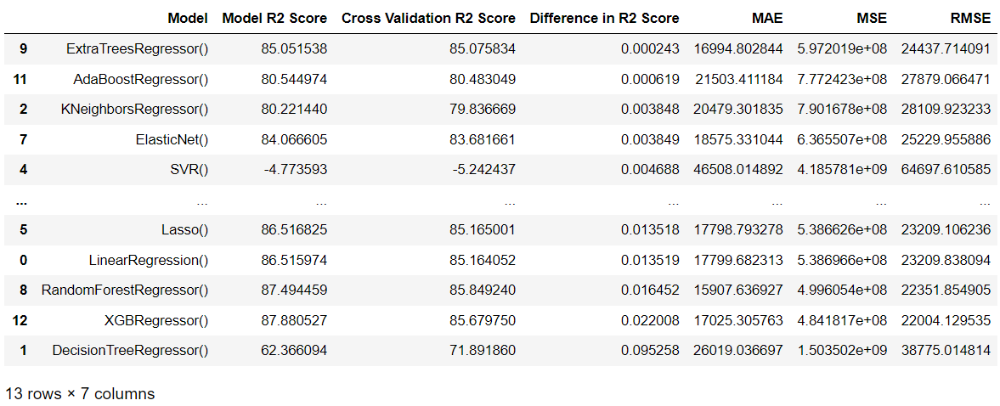 Model Model R2 Score Cross Validation R2 Score Difference in R2 Score MAE MSE RMSE
9 ExtraTreesRegressor() 85.051538 85.075834 0.000243 16994.802844 5.972019e+08 24437.714091
11 AdaBoostRegressor() 80.544974 80.483049 0.000619 21503.411184 7.772423e+08 27879.066471
2 KNeighborsRegressor() 80.221440 79.836669 0.003848 20479.301835 7.901678e+08 28109.923233
7 ElasticNet() 84.066605 83.681661 0.003849 18575.331044 6.365507e+08 25229.955886
4 SVR() -4.773593 -5.242437 0.004688 46508.014892 4.185781e+09 64697.610585
... ... ... ... ... ... ... ...
5 Lasso() 86.516825 85.165001 0.013518 17798.793278 5.386626e+08 23209.106236
0 LinearRegression() 86.515974 85.164052 0.013519 17799.682313 5.386966e+08 23209.838094
8 RandomForestRegressor() 87.494459 85.849240 0.016452 15907.636927 4.996054e+08 22351.854905
12 XGBRegressor() 87.880527 85.679750 0.022008 17025.305763 4.841817e+08 22004.129535
1 DecisionTreeRegressor() 62.366094 71.891860 0.095258 26019.036697 1.503502e+09 38775.014814
13 rows × 7 columns